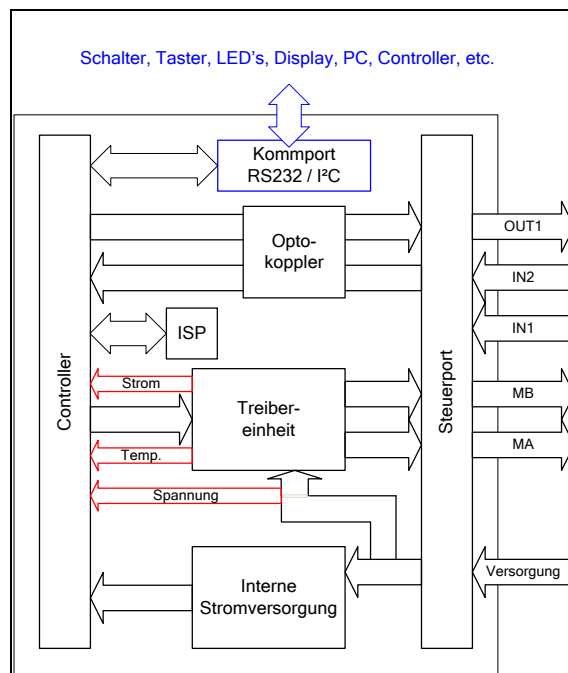 Schalter, Taster, LED's, Display, PC, Controller, etc.
Kommport
RS232 / I²C
Opto-
koppler
OUT1
IN2
IN1
ISP
Controller
Steuerport
Strom
Treiber-
einheit
MB
MA
Temp.
Spannung
Interne
Stromversorgung
Versorgung